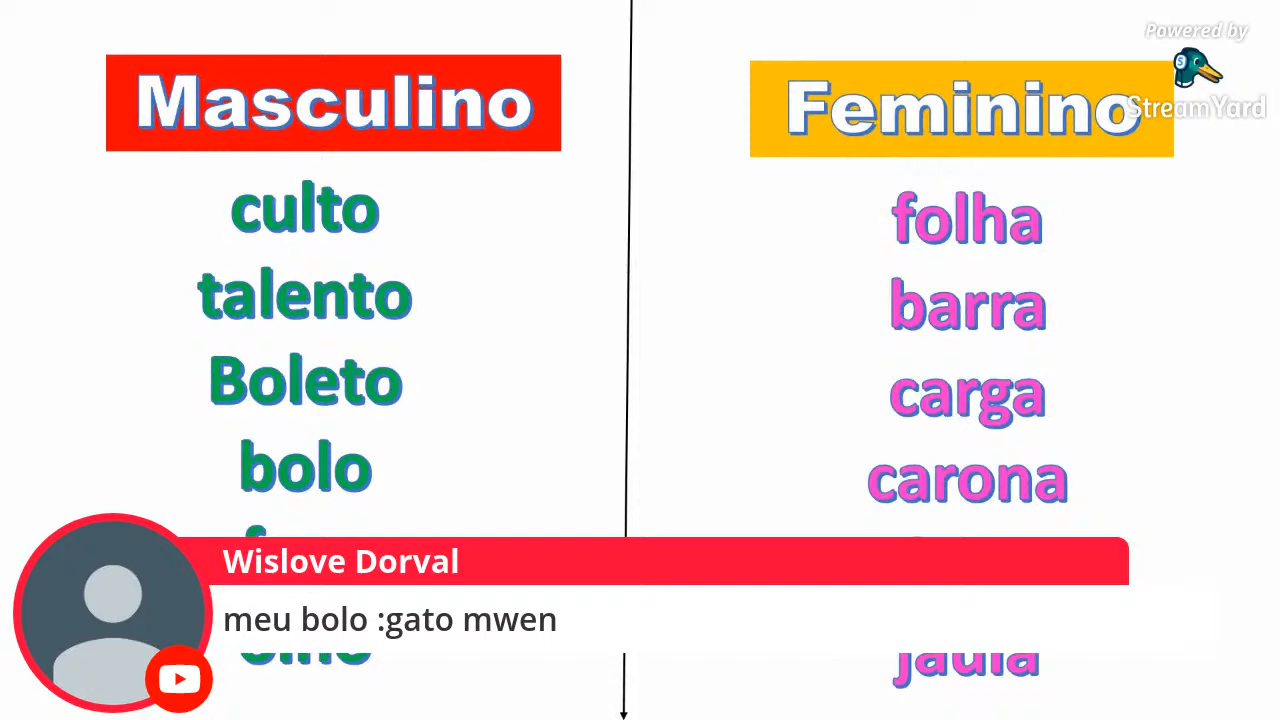 Powered by
StreamYard
Masculino
Feminino
culto
folha
talento
barra
Boleto
carga
bolo
carona
Wislove Dorval
meu bolo :gato mwen
jaula